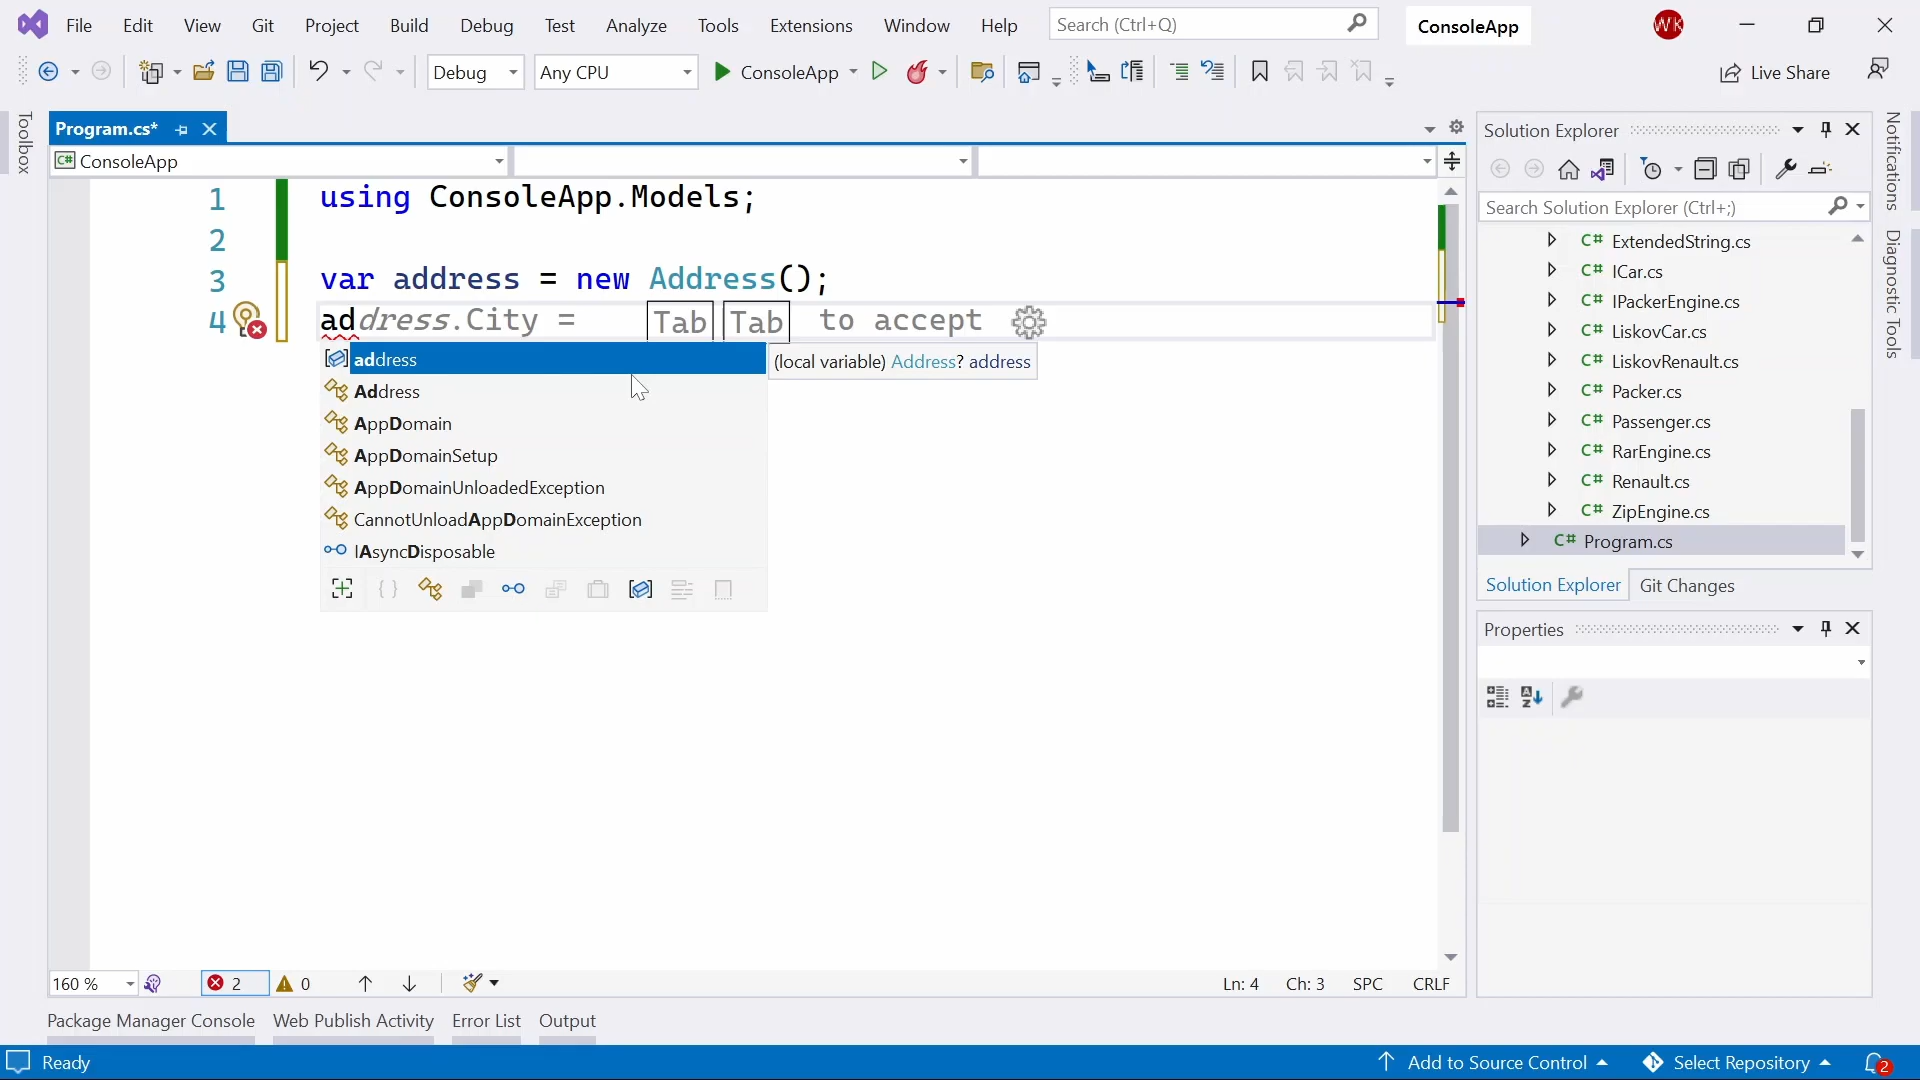 File Edit View Git Project Build Debug Test Analyze Tools Extensions Window Help Search (Ctrl+Q) ConsoleApp WK
Debug Any CPU ConsoleApp Live Share
Toolbox
Program.cs*
C# ConsoleApp
1 using ConsoleApp.Models;
2
3 var address = new Address();
4 address.City = Tab Tab to accept
address
(local variable) Address? address
Address
AppDomain
AppDomainSetup
AppDomainUnloadedException
CannotUnloadAppDomainException
IAsyncDisposable
160 % 2 0 Ln: 4 Ch: 3 SPC CRLF
Solution Explorer
Search Solution Explorer (Ctrl+;)
C# ExtendedString.cs
C# ICar.cs
C# IPackerEngine.cs
C# LiskovCar.cs
C# LiskovRenault.cs
C# Packer.cs
C# Passenger.cs
C# RarEngine.cs
C# Renault.cs
C# ZipEngine.cs
C# Program.cs
Solution Explorer Git Changes
Properties
Notifications
Diagnostic Tools
Package Manager Console Web Publish Activity Error List Output
Ready Add to Source Control Select Repository 2